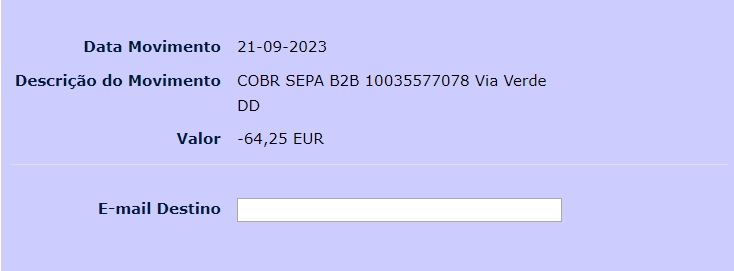 Data Movimento 21-09-2023
Descrição do Movimento COBR SEPA B2B 10035577078 Via Verde
DD
Valor -64,25 EUR
E-mail Destino